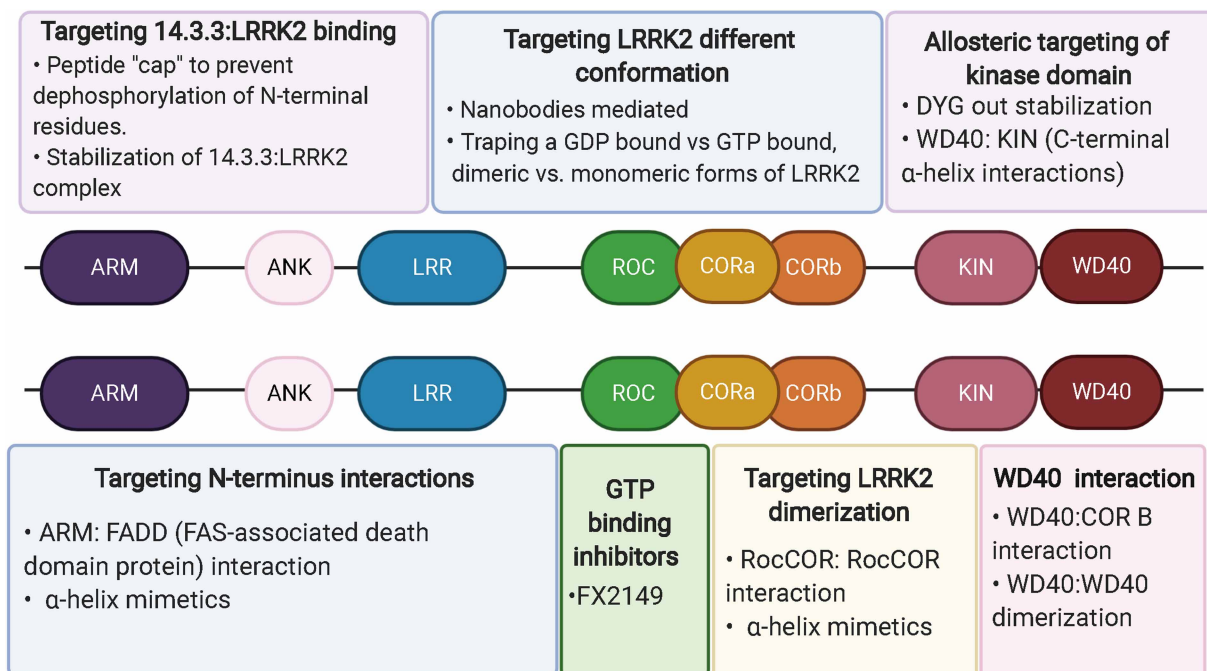 Targeting 14.3.3:LRRK2 binding
• Peptide "cap" to prevent
dephosphorylation of N-terminal
residues.
• Stabilization of 14.3.3:LRRK2
complex
Targeting LRRK2 different
conformation
• Nanobodies mediated
• Traping a GDP bound vs GTP bound,
dimeric vs. monomeric forms of LRRK2
Allosteric targeting of
kinase domain
• DYG out stabilization
• WD40: KIN (C-terminal
α-helix interactions)
ARM ANK LRR ROC CORa CORb KIN WD40
ARM ANK LRR ROC CORa CORb KIN WD40
Targeting N-terminus interactions
• ARM: FADD (FAS-associated death
domain protein) interaction
• α-helix mimetics
GTP
binding
inhibitors
•FX2149
Targeting LRRK2
dimerization
• RocCOR: RocCOR
interaction
• α-helix mimetics
WD40 interaction
• WD40:COR B
interaction
• WD40:WD40
dimerization